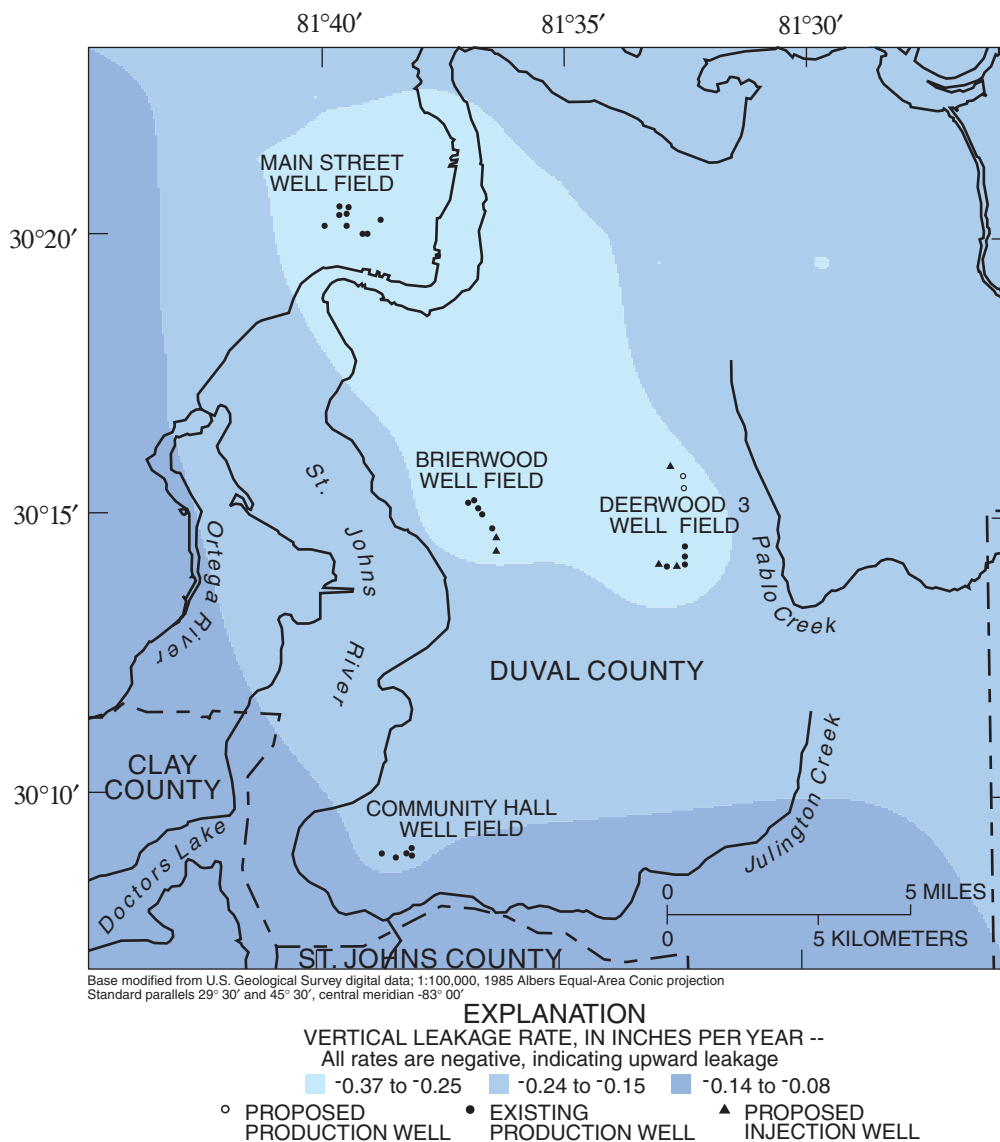 81°40′ 81°35′ 81°30′
MAIN STREET
WELL FIELD
30°20′
BRIERWOOD
WELL FIELD
DEERWOOD 3
WELL FIELD
30°15′
St. Johns River
Ortega River
Pablo Creek
DUVAL COUNTY
CLAY
COUNTY
30°10′
COMMUNITY HALL
WELL FIELD
Julington Creek
Doctors Lake
0 5 MILES
0 5 KILOMETERS
ST. JOHNS COUNTY
Base modified from U.S. Geological Survey digital data; 1:100,000, 1985 Albers Equal-Area Conic projection
Standard parallels 29° 30′ and 45° 30′, central meridian -83° 00′
EXPLANATION
VERTICAL LEAKAGE RATE, IN INCHES PER YEAR --
All rates are negative, indicating upward leakage
-0.37 to -0.25 -0.24 to -0.15 -0.14 to -0.08
PROPOSED EXISTING PROPOSED
PRODUCTION WELL PRODUCTION WELL INJECTION WELL